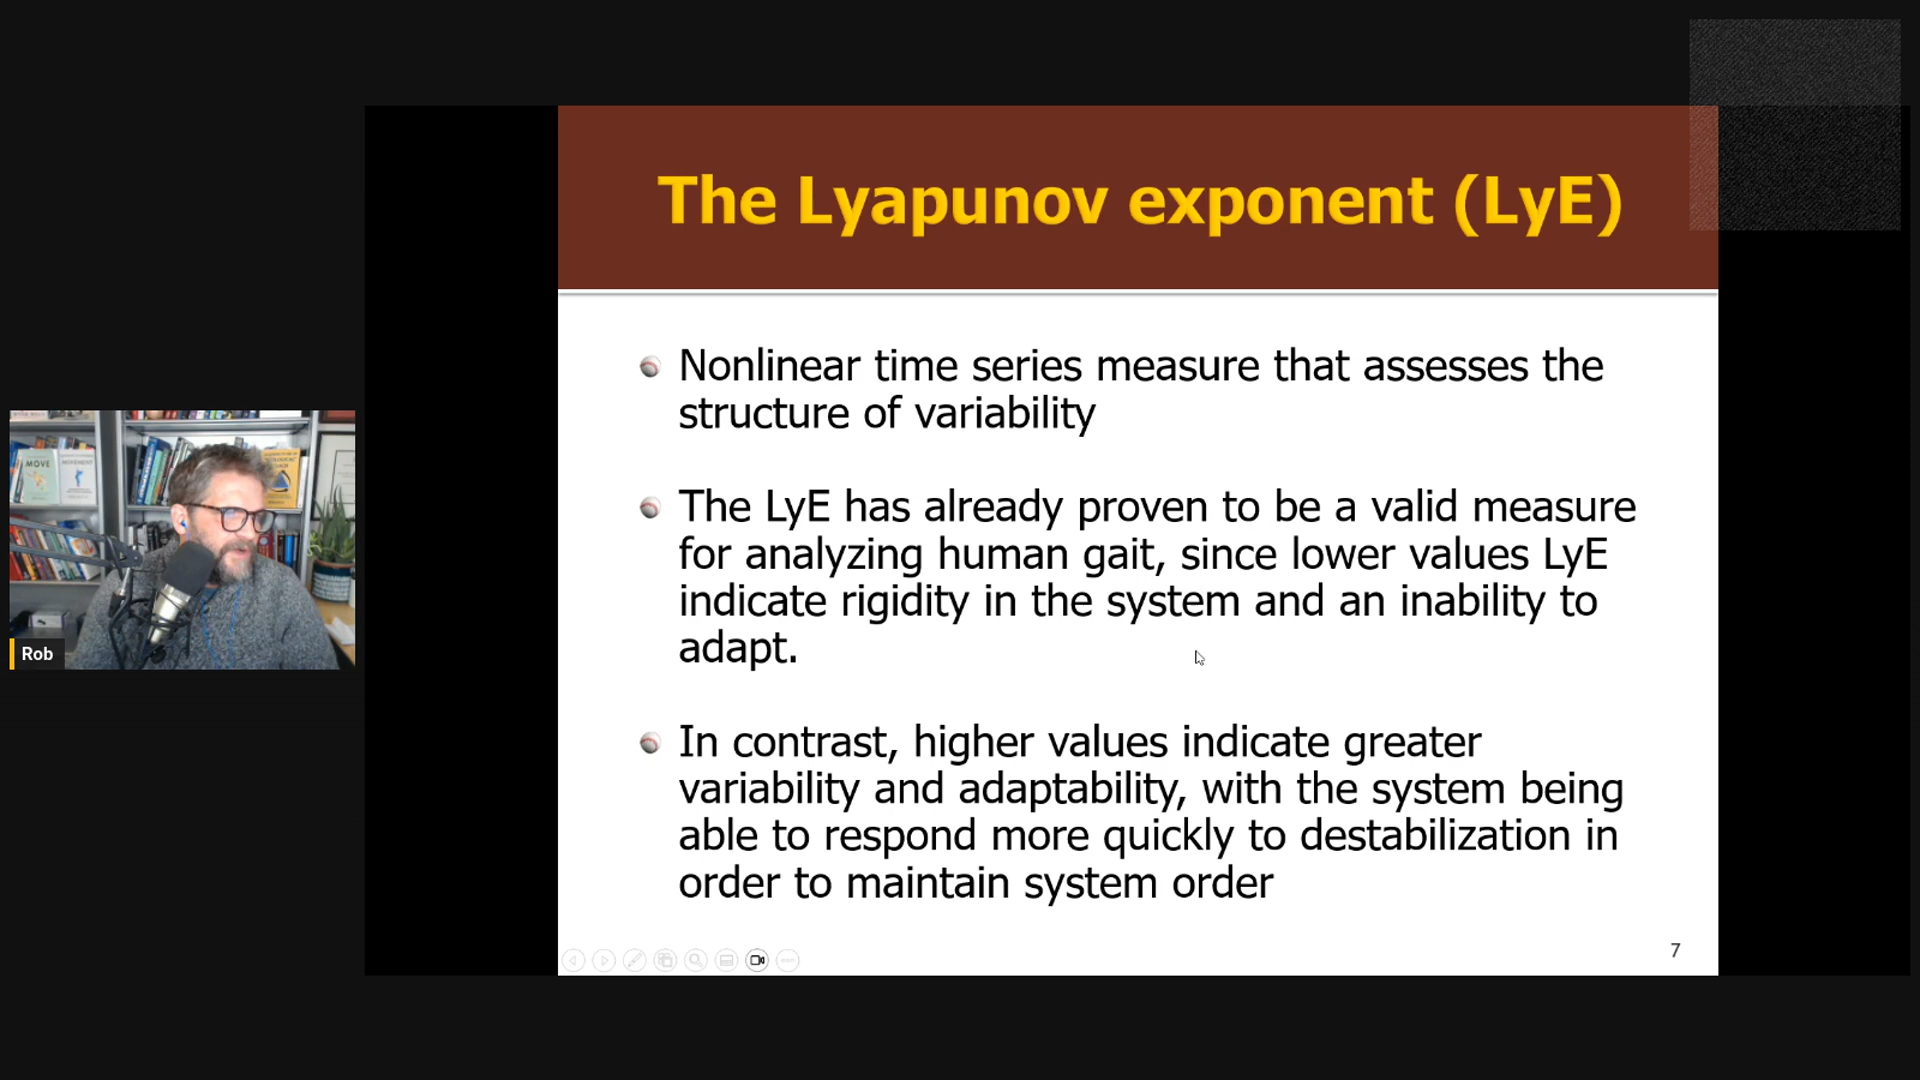 The Lyapunov exponent (LyE)
Nonlinear time series measure that assesses the
structure of variability
The LyE has already proven to be a valid measure
for analyzing human gait, since lower values LyE
indicate rigidity in the system and an inability to
adapt.
In contrast, higher values indicate greater
variability and adaptability, with the system being
able to respond more quickly to destabilization in
order to maintain system order
7
MOVE
Rob